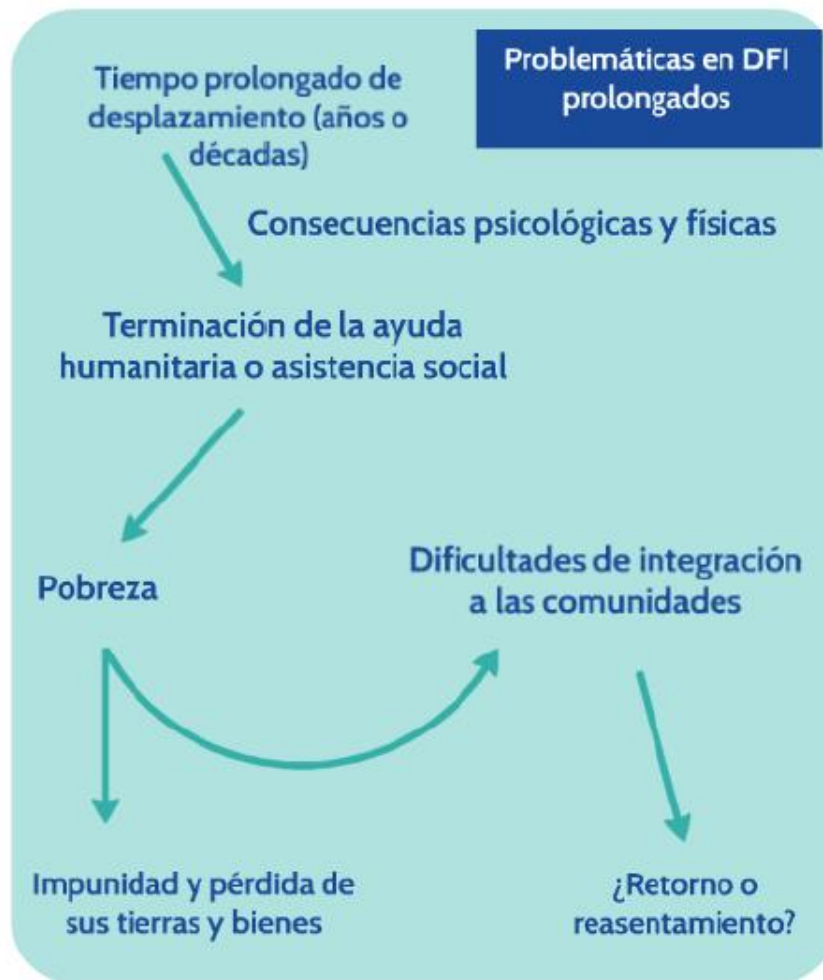 Problemáticas en DFI
prolongados
Tiempo prolongado de
desplazamiento (años o
décadas)
Consecuencias psicológicas y físicas
Terminación de la ayuda
humanitaria o asistencia social
Pobreza
Dificultades de integración
a las comunidades
Impunidad y pérdida de
sus tierras y bienes
¿Retorno o
reasentamiento?